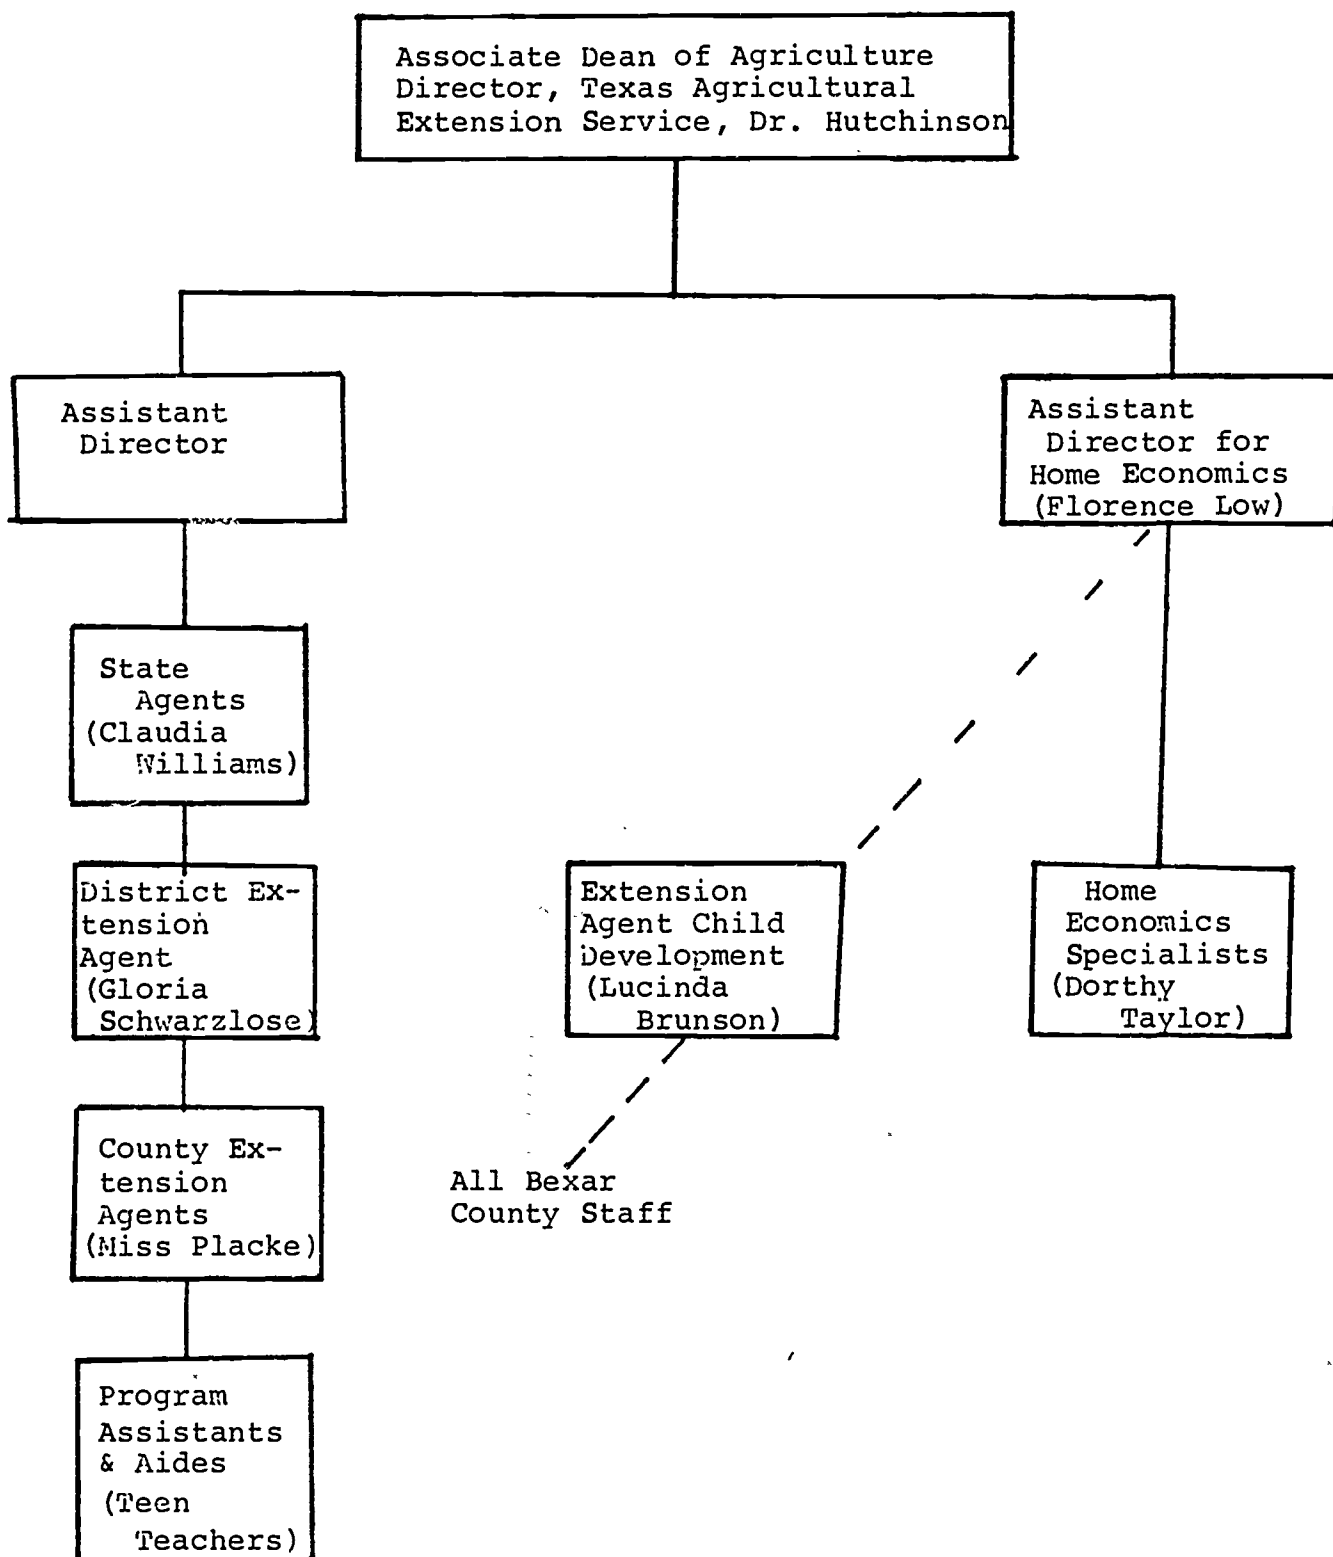 Associate Dean of Agriculture
Director, Texas Agricultural
Extension Service, Dr. Hutchinson
Assistant
Director
Assistant
Director for
Home Economics
(Florence Low)
State
Agents
(Claudia
Williams)
District Ex-
tension
Agent
(Gloria
Schwarzlose)
Extension
Agent Child
Development
(Lucinda
Brunson)
Home
Economics
Specialists
(Dorthy
Taylor)
County Ex-
tension
Agents
(Miss Placke)
All Bexar
County Staff
Program
Assistants
& Aides
(Teen
Teachers)